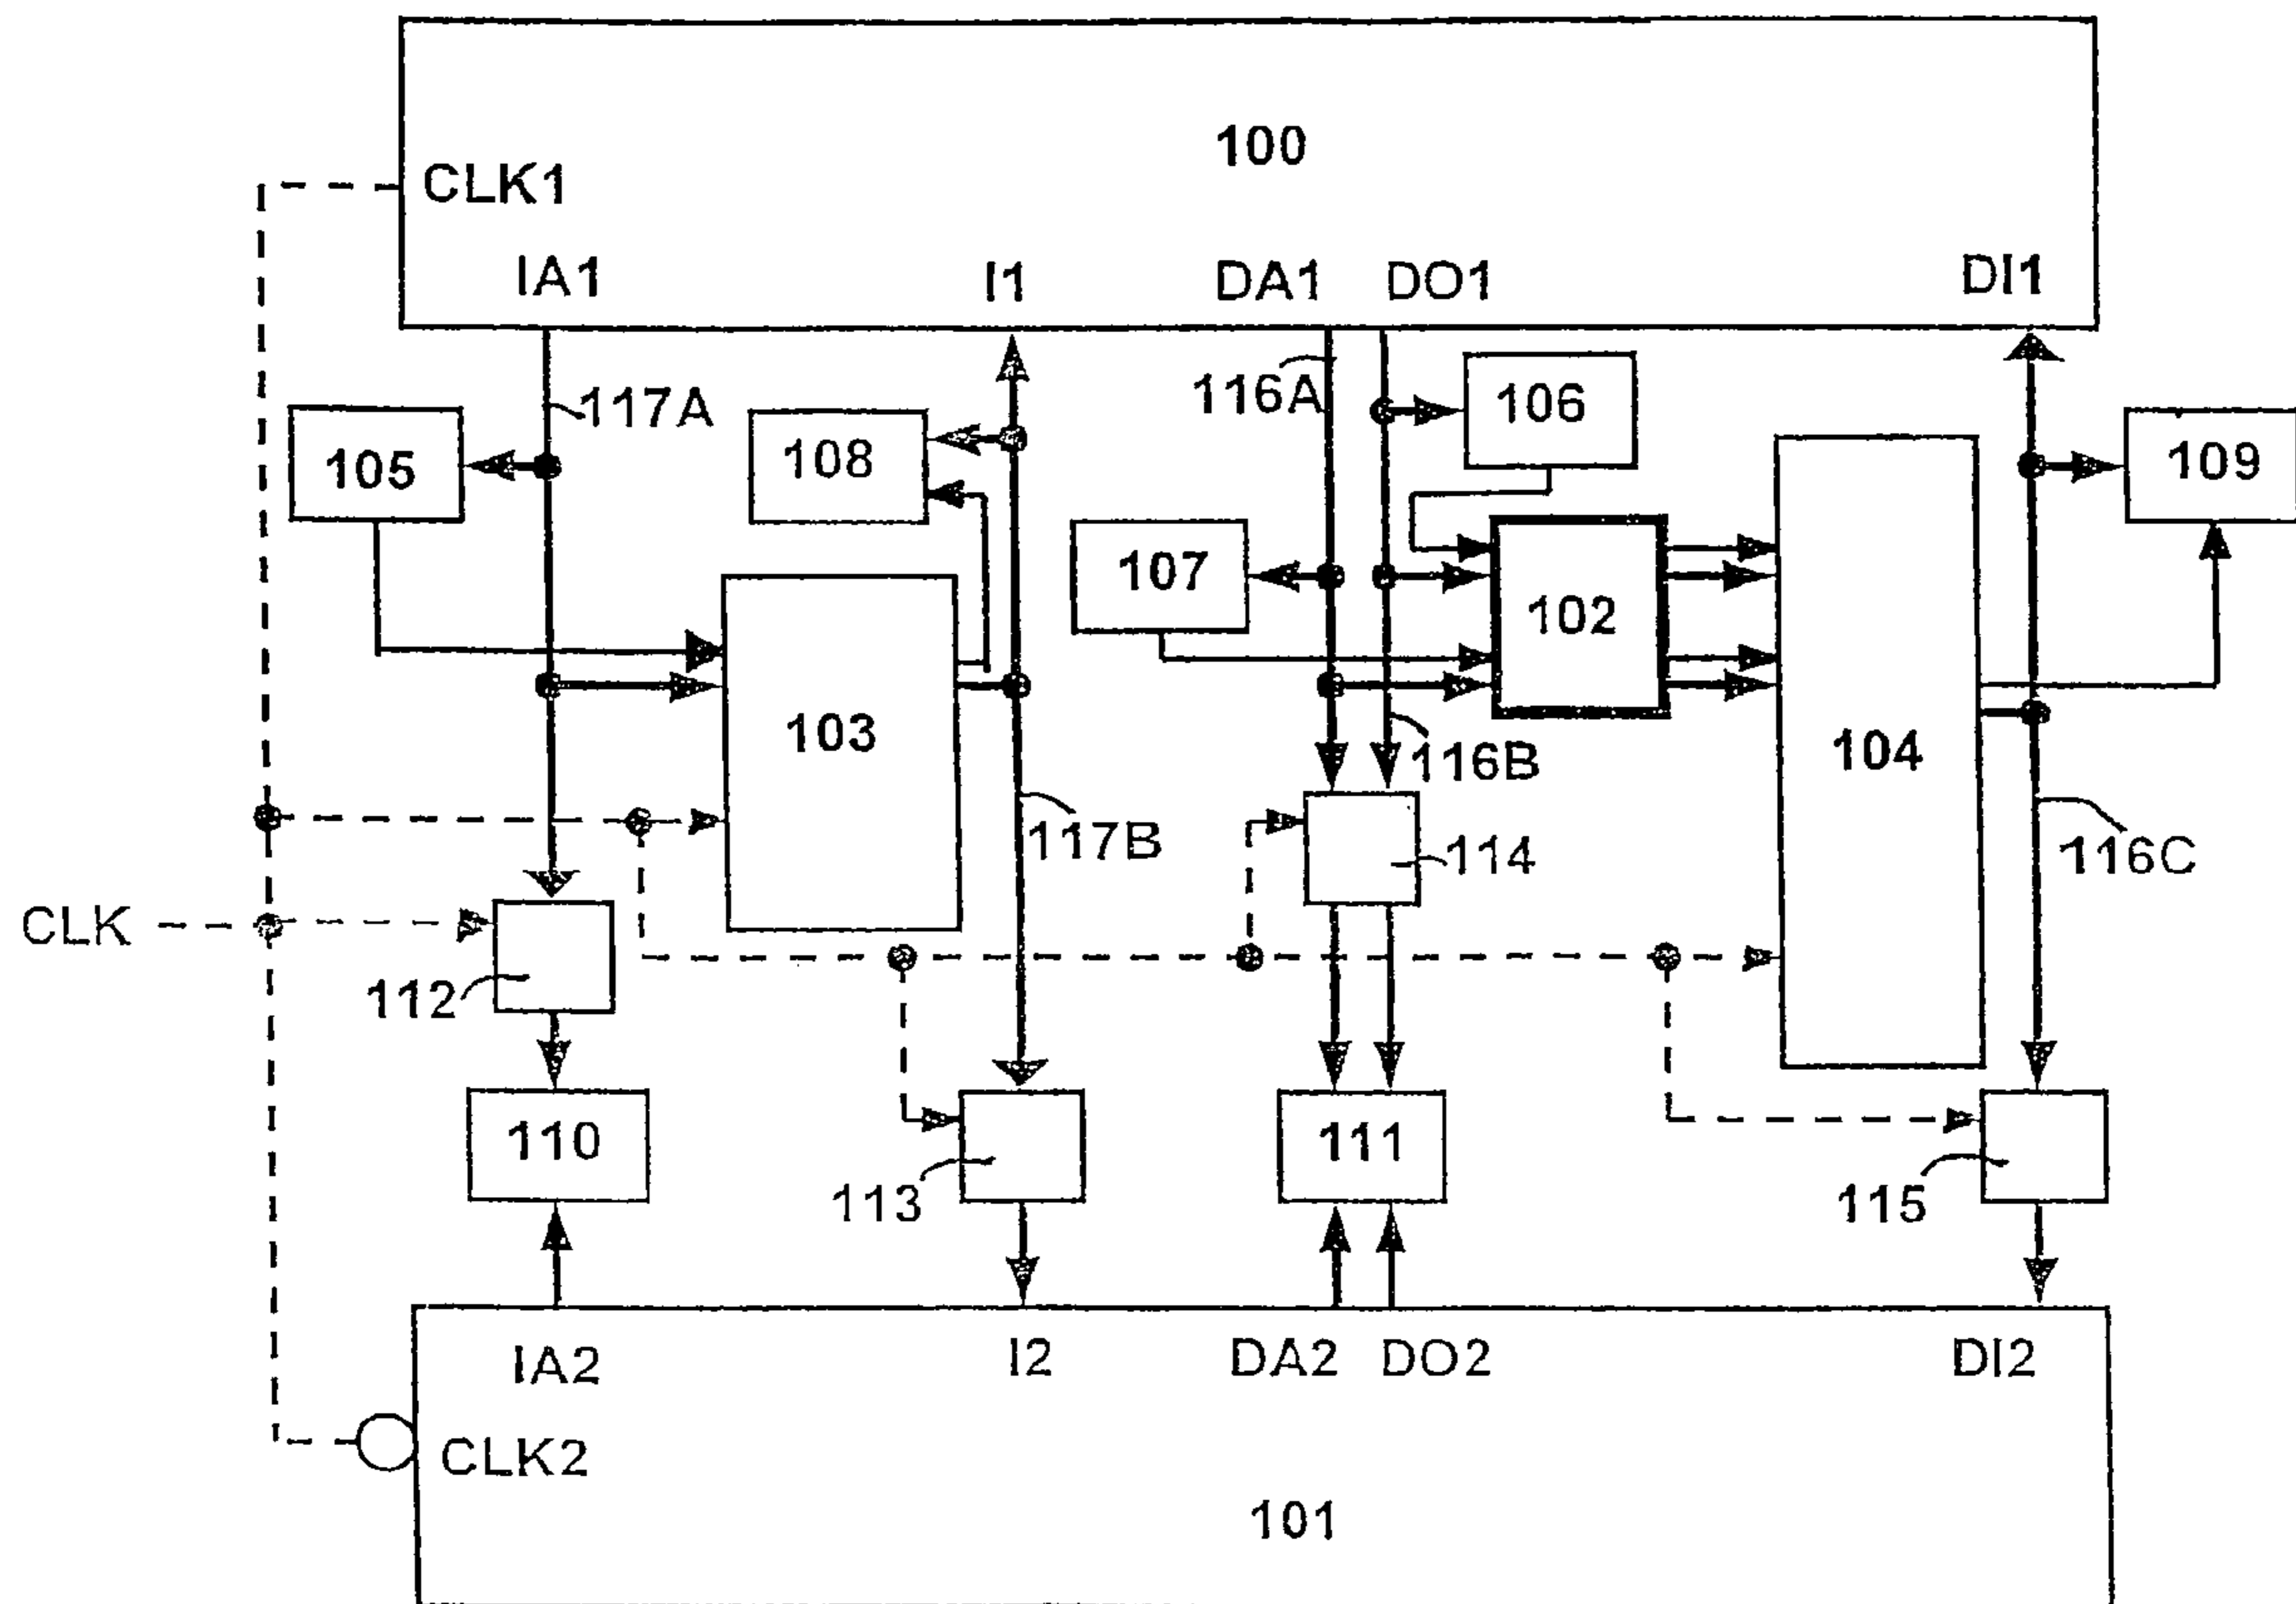 100
CLK1
IA1 I1 DA1 DO1 DI1
117A 116A 106
105 108 109
107 102
103 116B 104
117B 114 116C
CLK
112
110 111
113 115
IA2 I2 DA2 DO2 DI2
CLK2
101